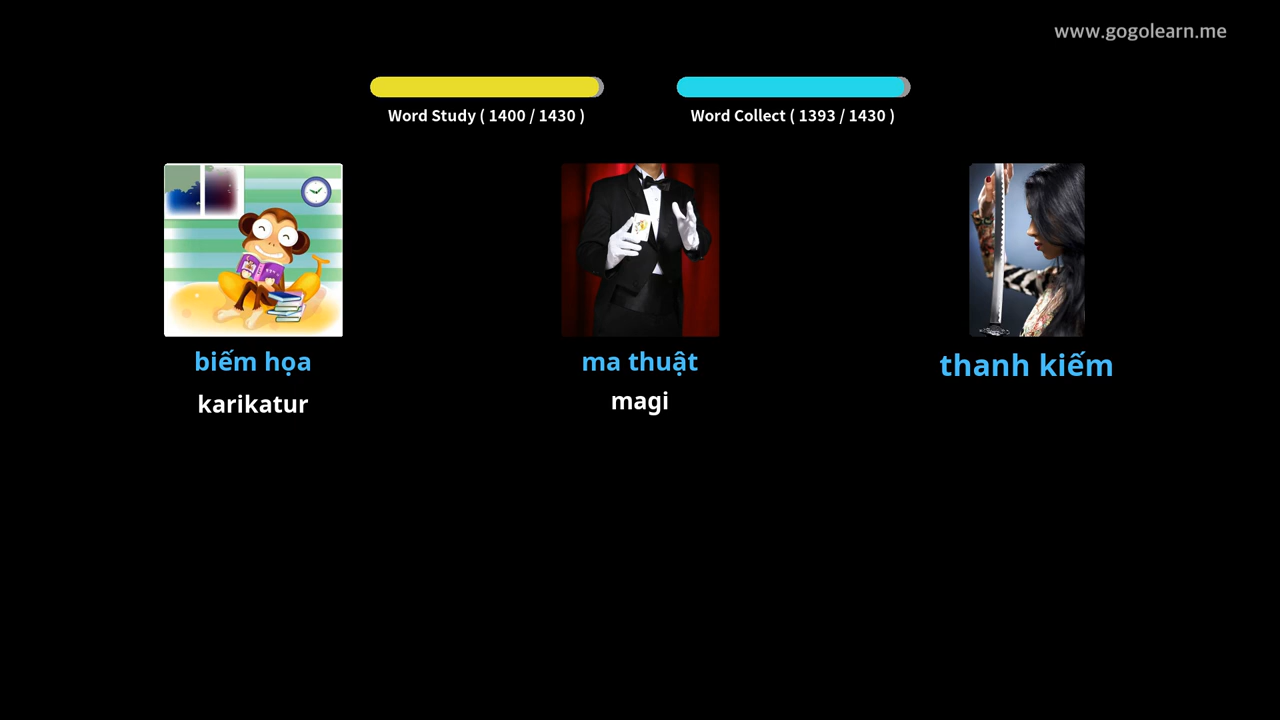 www.gogolearn.me
Word Study ( 1400 / 1430 )
Word Collect ( 1393 / 1430 )
biếm họa
ma thuật
thanh kiếm
karikatur
magi